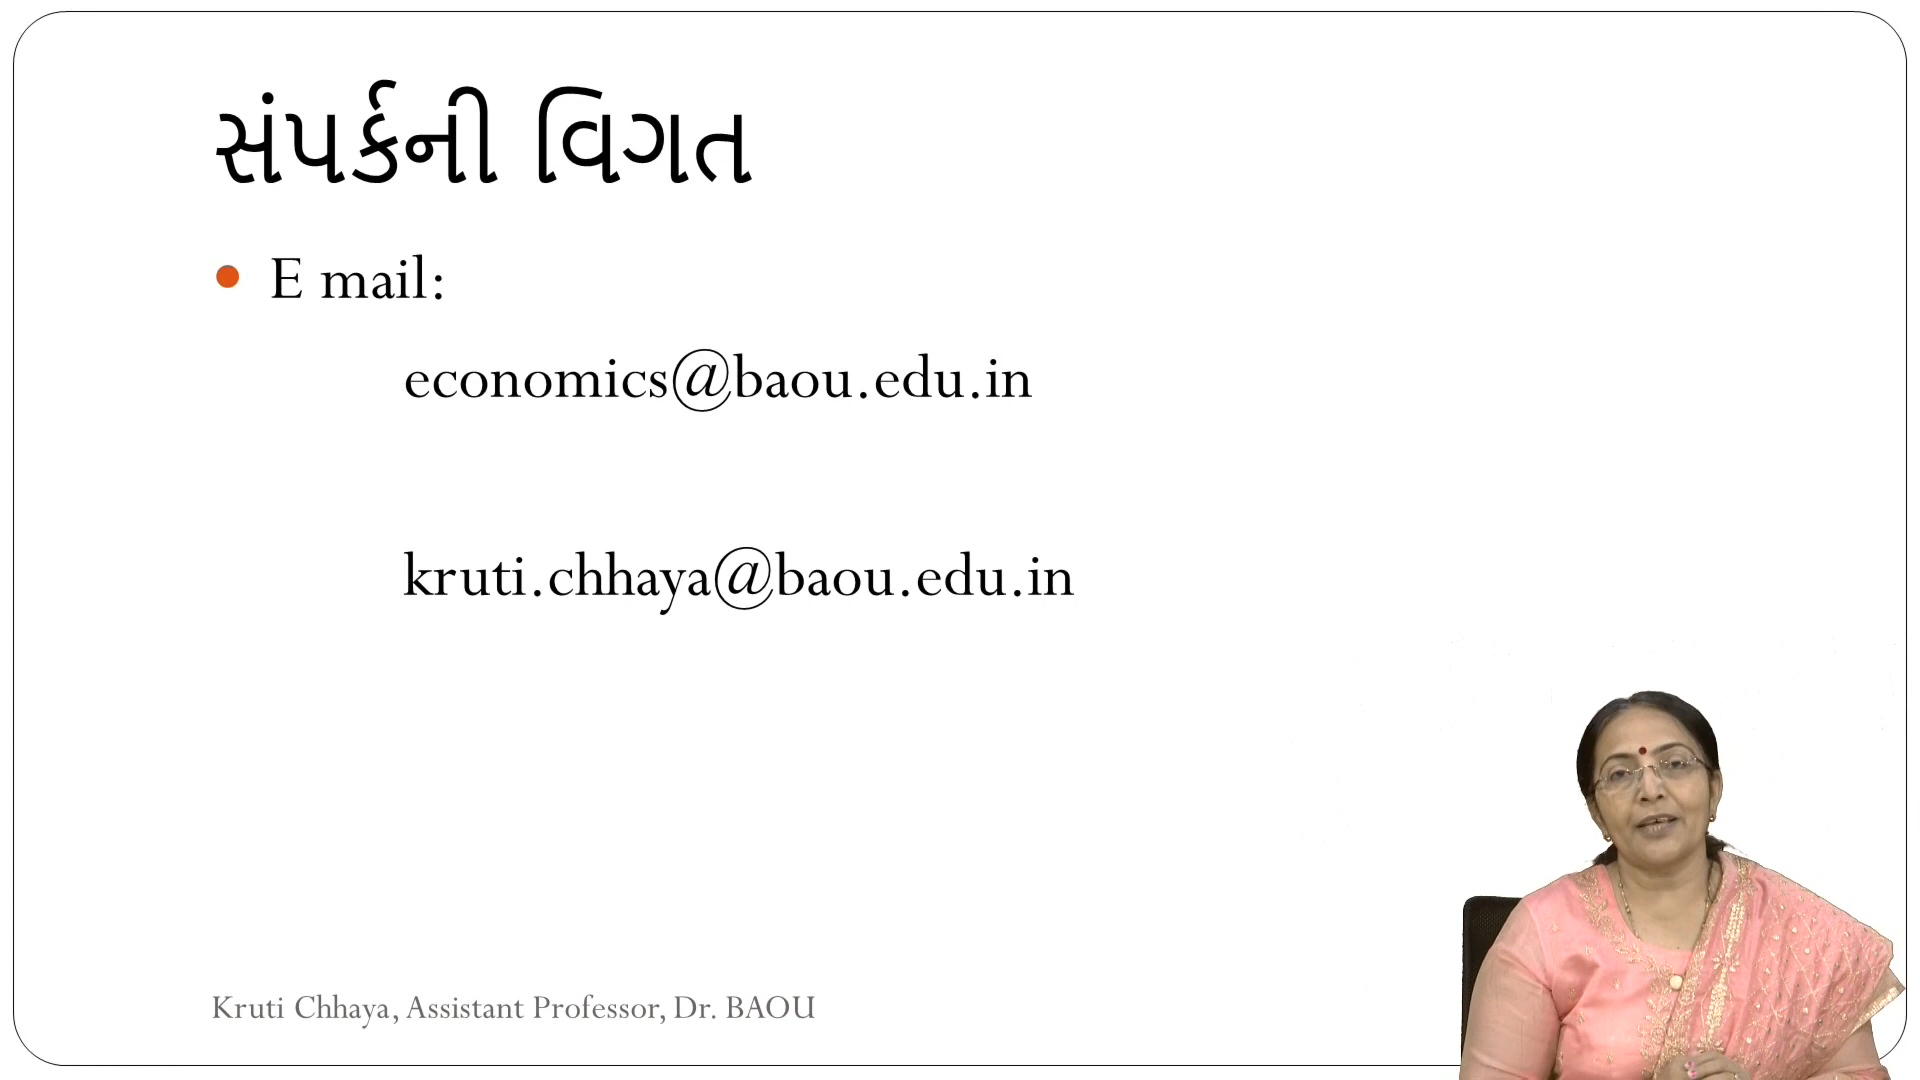 સંપર્કની વિગત
E mail:
economics@baou.edu.in
kruti.chhaya@baou.edu.in
Kruti Chhaya, Assistant Professor, Dr. BAOU